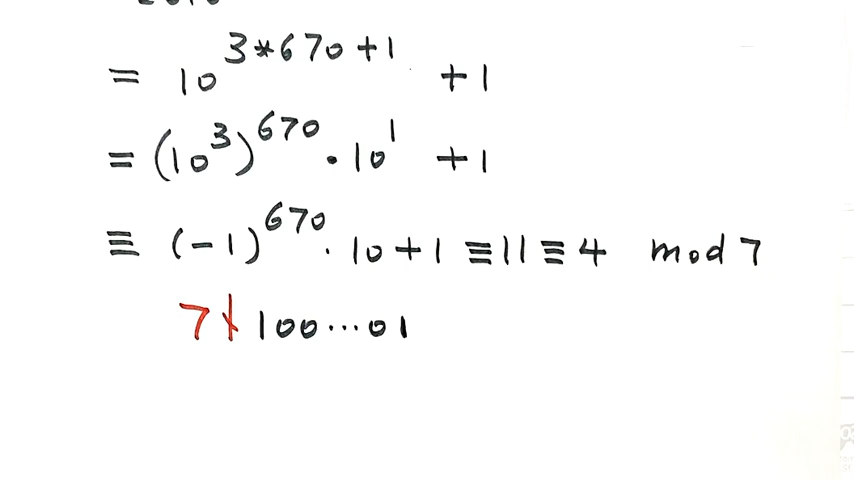 = 10^{3*670+1} + 1
= (10^3)^{670} · 10^1 + 1
≡ (-1)^{670} · 10 + 1 ≡ 11 ≡ 4 mod 7
7 ∤ 100...01